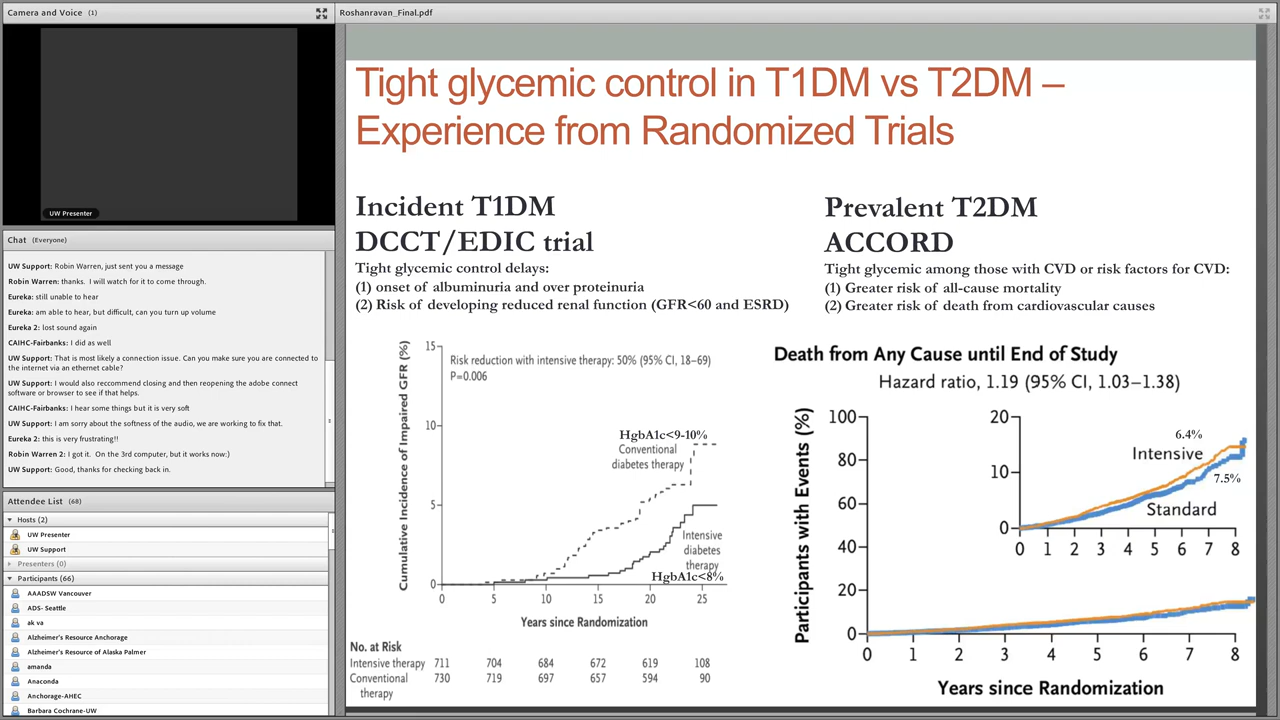 Camera and Voice (1)
UW Presenter
Chat (Everyone)
UW Support: Robin Warren, just sent you a message
Robin Warren: thanks. I will watch for it to come through.
Eureka: still unable to hear
Eureka: am able to hear, but difficult, can you turn up volume
Eureka 2: lost sound again
CAIHC-Fairbanks: I did as well
UW Support: That is most likely a connection issue. Can you make sure you are connected to
the internet via an ethernet cable?
UW Support: I would also reccommend closing and then reopening the adobe connect
software or browser to see if that helps.
CAIHC-Fairbanks: I hear some things but it is very soft
UW Support: I am sorry about the softness of the audio, we are working to fix that.
Eureka 2: this is very frustrating!!
Robin Warren 2: I got it. On the 3rd computer, but it works now:)
UW Support: Good, thanks for checking back in.
Attendee List (68)
Hosts (2)
UW Presenter
UW Support
Presenters (0)
Participants (66)
AAADSW Vancouver
ADS- Seattle
ak va
Alzheimer's Resource Anchorage
Alzheimer's Resource of Alaska Palmer
amanda
Anaconda
Anchorage-AHEC
Barbara Cochrane-UW
Roshanravan_Final.pdf
Tight glycemic control in T1DM vs T2DM –
Experience from Randomized Trials
Incident T1DM
DCCT/EDIC trial
Tight glycemic control delays:
(1) onset of albuminuria and over proteinuria
(2) Risk of developing reduced renal function (GFR<60 and ESRD)
Cumulative Incidence of Impaired GFR (%)
15
10
5
0
Risk reduction with intensive therapy: 50% (95% CI, 18–69)
P=0.006
HgbA1c<9-10%
Conventional
diabetes therapy
Intensive
diabetes
therapy
HgbA1c<8%
0 5 10 15 20 25
Years since Randomization
No. at Risk
Intensive therapy 711 704 684 672 619 108
Conventional 730 719 697 657 594 90
therapy
Prevalent T2DM
ACCORD
Tight glycemic among those with CVD or risk factors for CVD:
(1) Greater risk of all-cause mortality
(2) Greater risk of death from cardiovascular causes
Death from Any Cause until End of Study
Hazard ratio, 1.19 (95% CI, 1.03–1.38)
Participants with Events (%)
100
80
60
40
20
0
20
10
0
6.4%
Intensive
7.5%
Standard
0 1 2 3 4 5 6 7 8
0 1 2 3 4 5 6 7 8
Years since Randomization